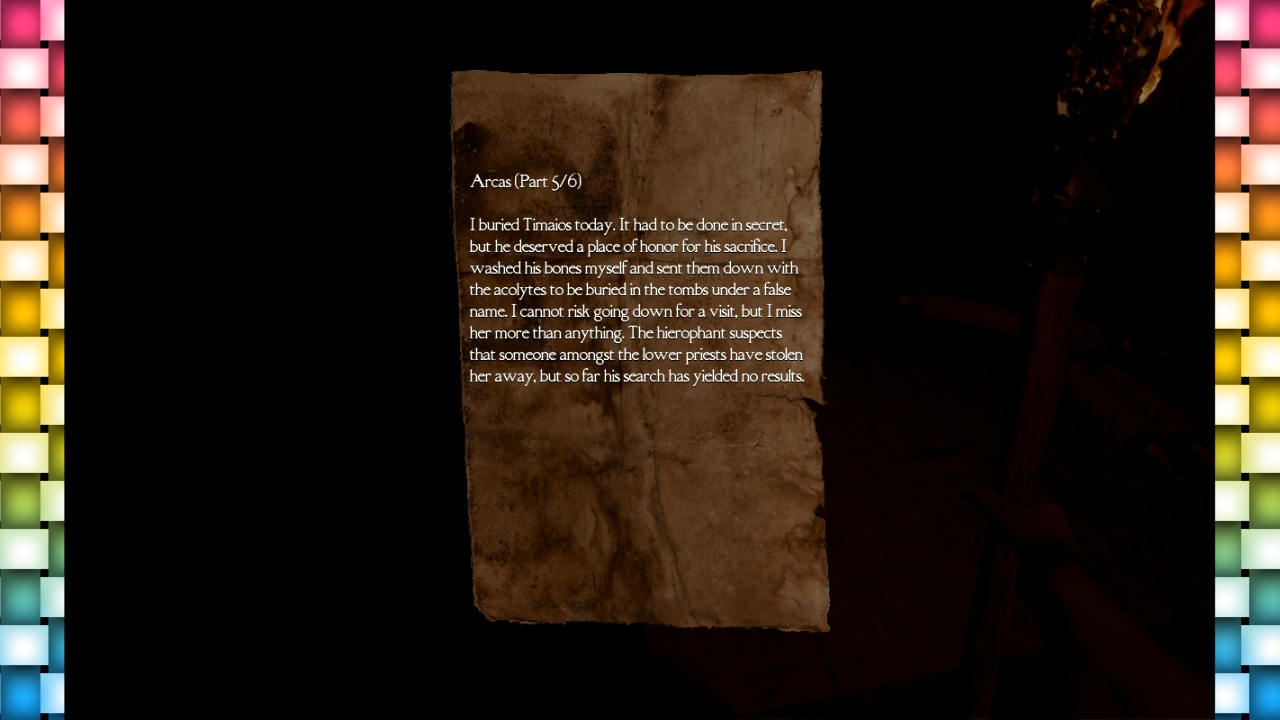 Arcas (Part 5/6)
I buried Timaios today. It had to be done in secret,
but he deserved a place of honor for his sacrifice. I
washed his bones myself and sent them down with
the acolytes to be buried in the tombs under a false
name. I cannot risk going down for a visit, but I miss
her more than anything. The hierophant suspects
that someone amongst the lower priests have stolen
her away, but so far his search has yielded no results.